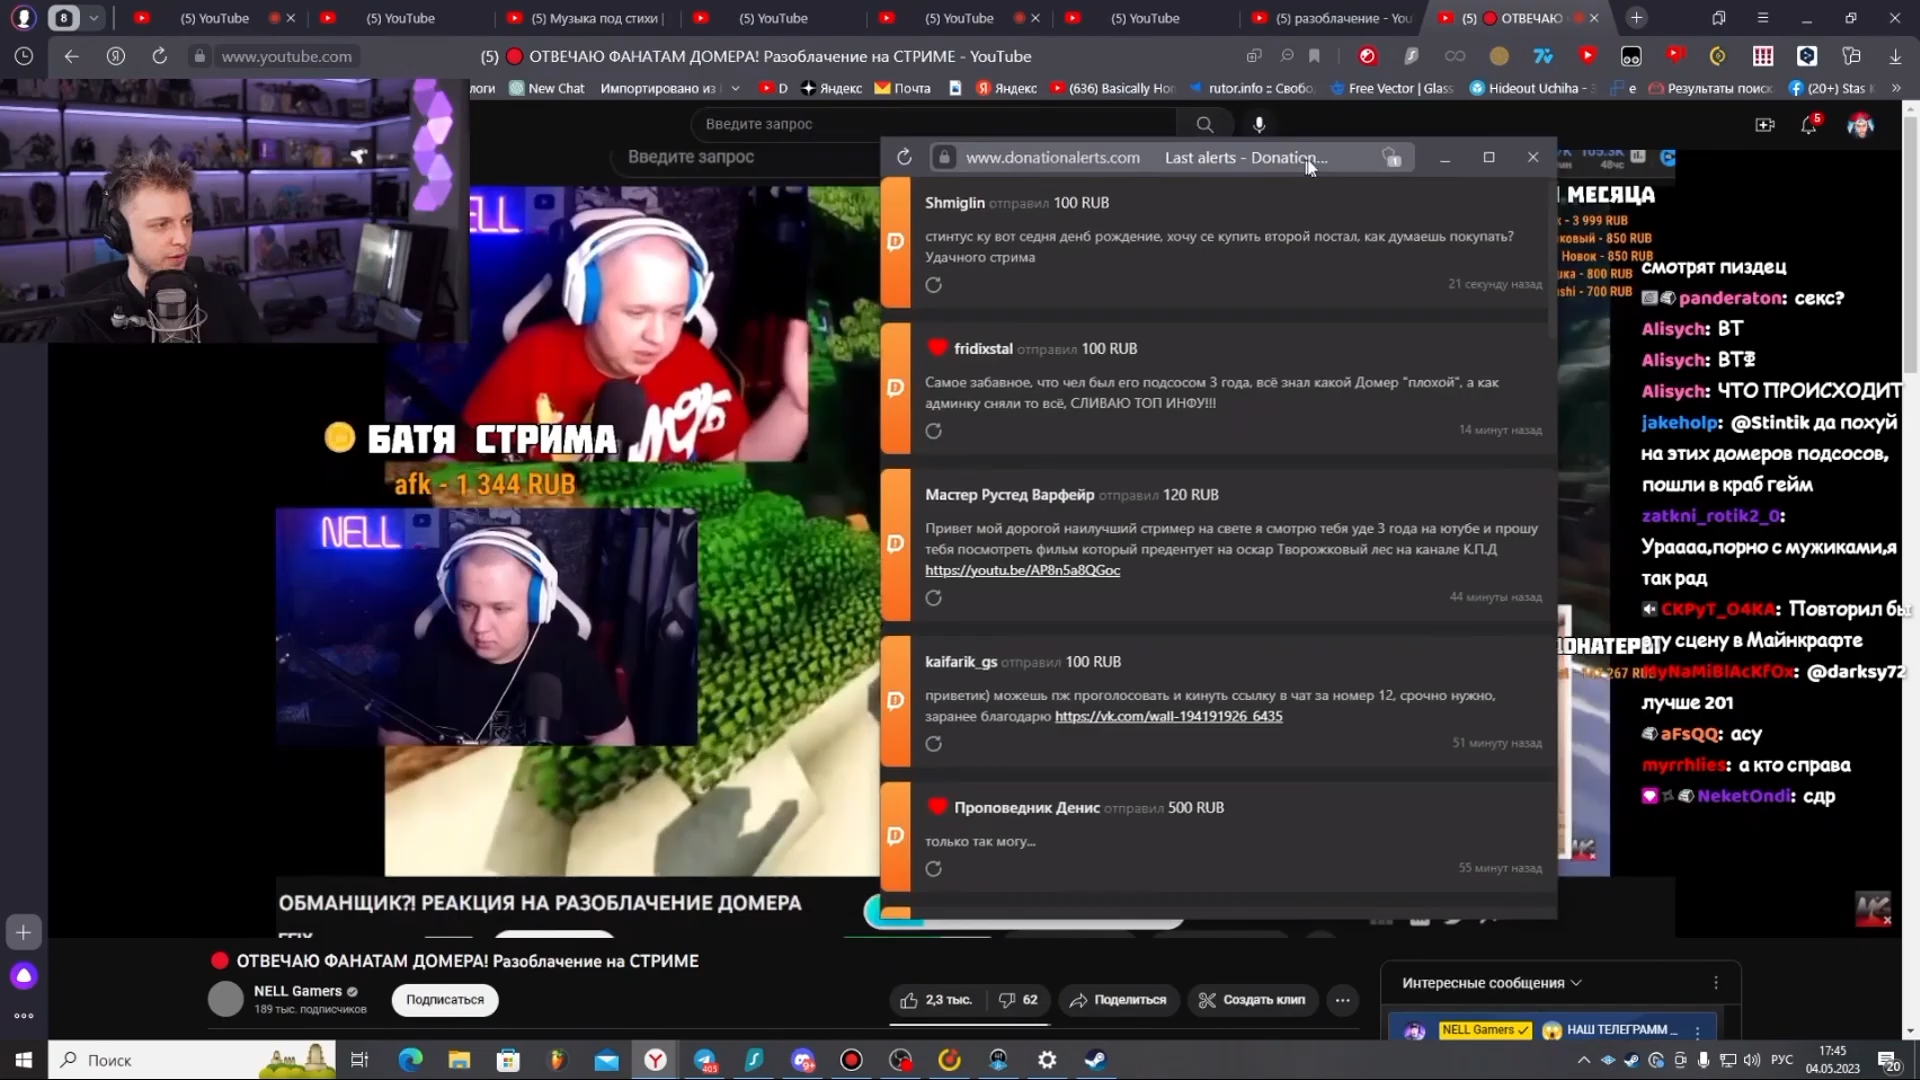 8
(5) YouTube
(5) YouTube
(5) Музыка под стихи |
(5) YouTube
(5) YouTube
(5) YouTube
(5) разоблачение - You
(5) ОТВЕЧАЮ
www.youtube.com
(5) ОТВЕЧАЮ ФАНАТАМ ДОМЕРА! Разоблачение на СТРИМЕ - YouTube
логи
New Chat
Импортировано из
D
Яндекс
Почта
Яндекс
(636) Basically Hor
rutor.info :: Свобо
Free Vector | Glass
Hideout Uchiha -
е
Результаты поиск
(20+) Stas
Введите запрос
5
Введите запрос
www.donationalerts.com Last alerts - Donation...
1
Shmiglin отправил 100 RUB
стинтус ку вот седня денб рождение, хочу се купить второй постал, как думаешь покупать?
Удачного стрима
21 секунду назад
fridixstal отправил 100 RUB
Самое забавное, что чел был его подсосом 3 года, всё знал какой Домер "плохой", а как
админку сняли то всё, СЛИВАЮ ТОП ИНФУ!!!
14 минут назад
Мастер Рустед Варфейр отправил 120 RUB
Привет мой дорогой наилучший стример на свете я смотрю тебя уде 3 года на ютубе и прошу
тебя посмотреть фильм который предентует на оскар Творожковый лес на канале К.П.Д
https://youtu.be/AP8n5a8QGoc
44 минуты назад
kaifarik_gs отправил 100 RUB
приветик) можешь пж проголосовать и кинуть ссылку в чат за номер 12, срочно нужно,
заранее благодарю https://vk.com/wall-194191926_6435
51 минуту назад
Проповедник Денис отправил 500 RUB
только так могу...
55 минут назад
БАТЯ СТРИМА
afk - 1 344 RUB
NELL
48чс
МЕСЯЦА
- 3 999 RUB
- 850 RUB
Новок - 850 RUB
- 800 RUB
- 700 RUB
смотрят пиздец
panderaton: секс?
Alisych: ВТ
Alisych: ВТФ
Alisych: ЧТО ПРОИСХОДИТ
jakeholp: @Stintik да похуй
на этих домеров подсосов,
пошли в краб гейм
zatkni_rotik2_0:
Ураааа,порно с мужиками,я
так рад
CKPyT_O4KA: Повторил бы
эту сцену в Майнкрафте
MyNaMiBlAcKfOx: @darksy72
лучше 201
aFsQQ: асу
myrrhlies: а кто справа
NeketOndi: сдр
ОБМАНЩИК?! РЕАКЦИЯ НА РАЗОБЛАЧЕНИЕ ДОМЕРА
ОТВЕЧАЮ ФАНАТАМ ДОМЕРА! Разоблачение на СТРИМЕ
NELL Gamers
189 тыс. подписчиков
Подписаться
2,3 тыс.
62
Поделиться
Создать клип
Интересные сообщения
NELL Gamers
НАШ ТЕЛЕГРАММ
Поиск
405
9+
РУС
17:45
04.05.2023
20